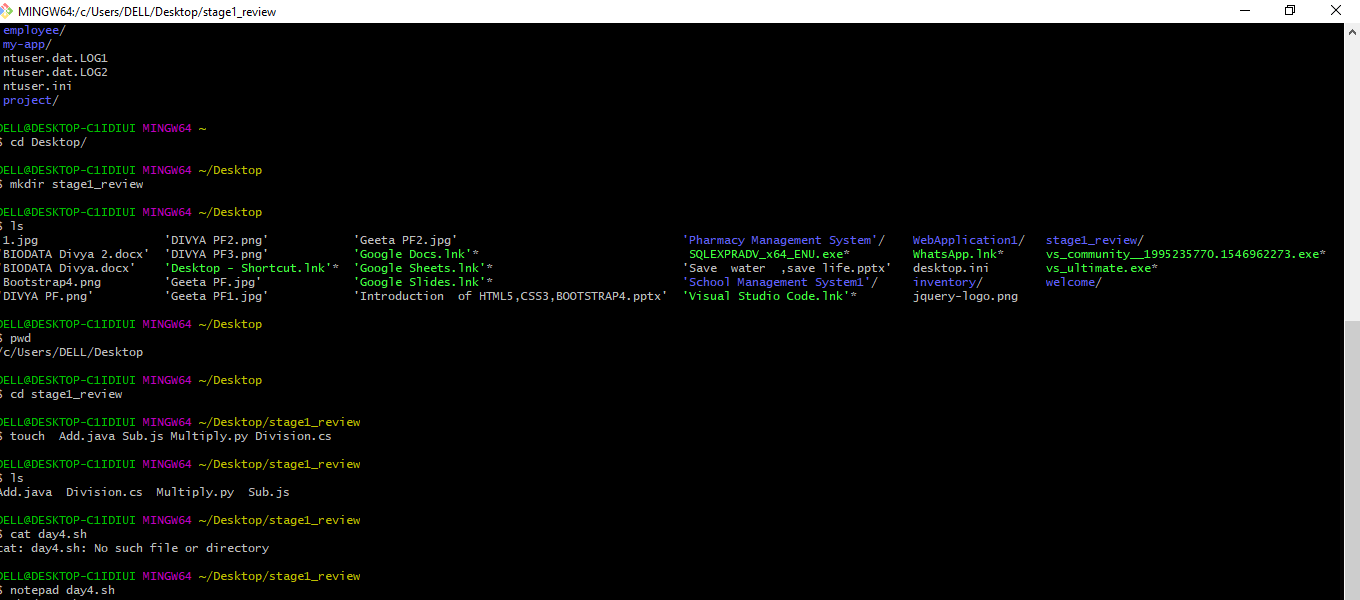 MINGW64:/c/Users/DELL/Desktop/stage1_review
employee/
my-app/
ntuser.dat.LOG1
ntuser.dat.LOG2
ntuser.ini
project/
DELL@DESKTOP-C1IDIUI MINGW64 ~
$ cd Desktop/
DELL@DESKTOP-C1IDIUI MINGW64 ~/Desktop
$ mkdir stage1_review
DELL@DESKTOP-C1IDIUI MINGW64 ~/Desktop
$ ls
1.jpg 'DIVYA PF2.png' 'Geeta PF2.jpg' 'Pharmacy Management System'/ WebApplication1/ stage1_review/
'BIODATA Divya 2.docx' 'DIVYA PF3.png' 'Google Docs.lnk'* SQLEXPRADV_x64_ENU.exe* WhatsApp.lnk* vs_community__1995235770.1546962273.exe*
'BIODATA Divya.docx' 'Desktop - Shortcut.lnk'* 'Google Sheets.lnk'* 'Save  water  ,save life.pptx' desktop.ini vs_ultimate.exe*
Bootstrap4.png 'Geeta PF.jpg' 'Google Slides.lnk'* 'School Management System1'/ inventory/ welcome/
'DIVYA PF.png' 'Geeta PF1.jpg' 'Introduction  of HTML5,CSS3,BOOTSTRAP4.pptx' 'Visual Studio Code.lnk'* jquery-logo.png
DELL@DESKTOP-C1IDIUI MINGW64 ~/Desktop
$ pwd
/c/Users/DELL/Desktop
DELL@DESKTOP-C1IDIUI MINGW64 ~/Desktop
$ cd stage1_review
DELL@DESKTOP-C1IDIUI MINGW64 ~/Desktop/stage1_review
$ touch  Add.java Sub.js Multiply.py Division.cs
DELL@DESKTOP-C1IDIUI MINGW64 ~/Desktop/stage1_review
$ ls
Add.java  Division.cs  Multiply.py  Sub.js
DELL@DESKTOP-C1IDIUI MINGW64 ~/Desktop/stage1_review
$ cat day4.sh
cat: day4.sh: No such file or directory
DELL@DESKTOP-C1IDIUI MINGW64 ~/Desktop/stage1_review
$ notepad day4.sh